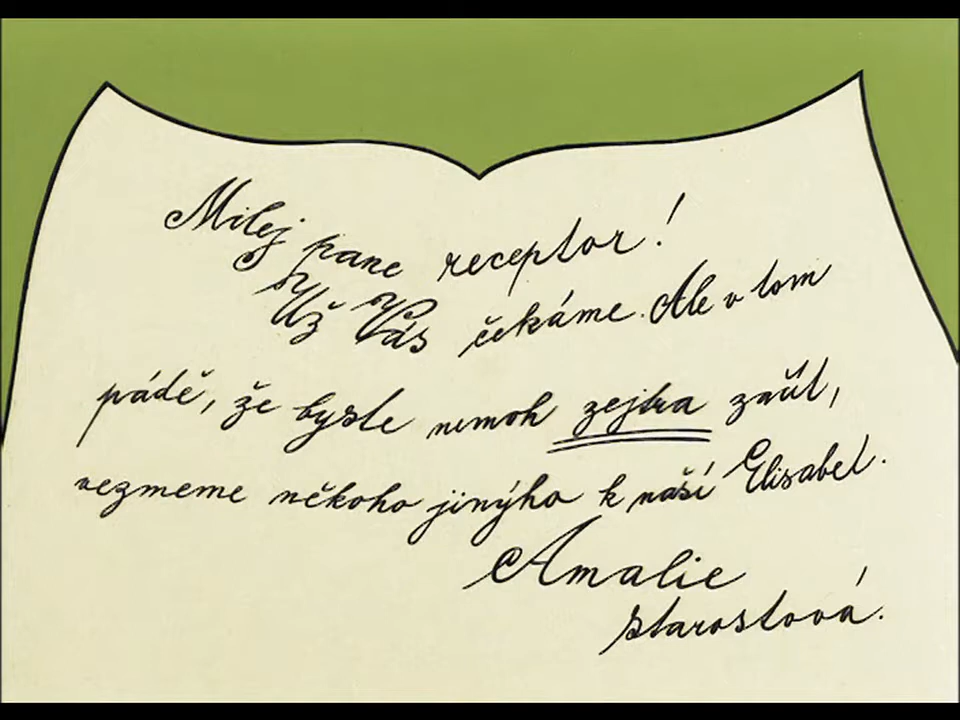 Milej pane receptor!
Už Vás čekáme. Ale v tom
pádě, že byste nemoh zejtra začít,
vezmeme někoho jinýho k naší Elisabet.
Amalie
starostová.